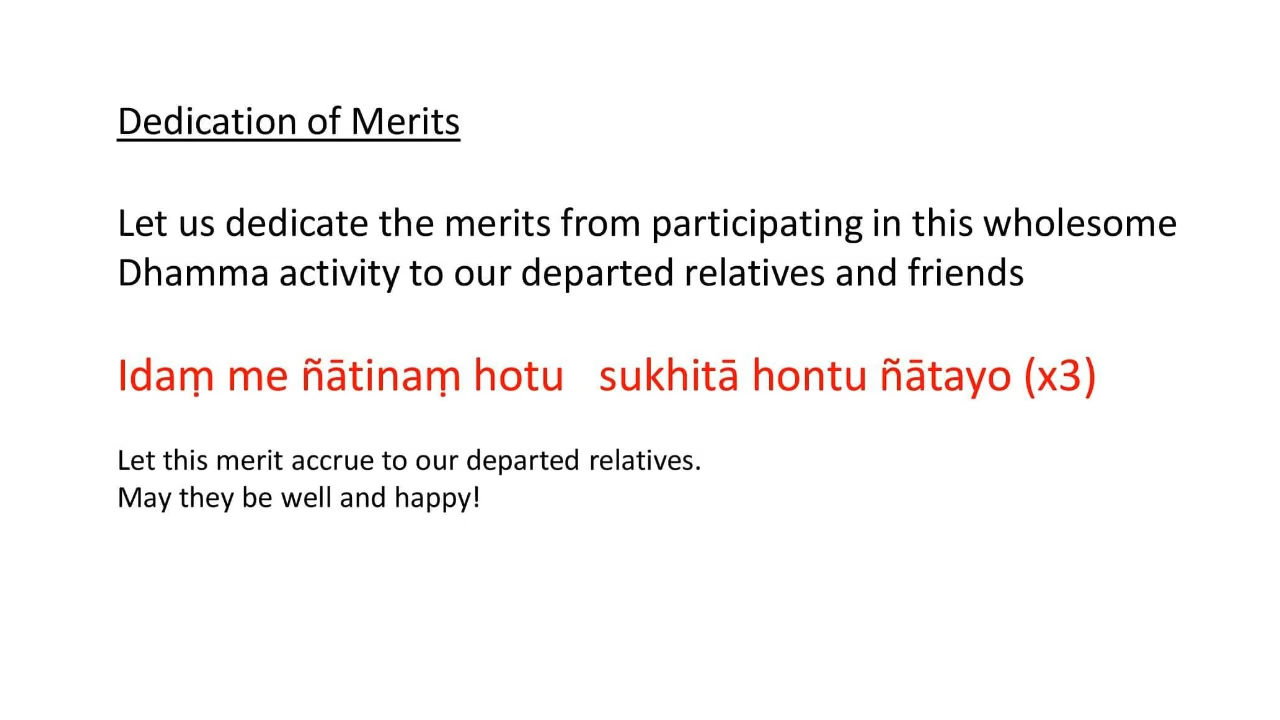 Dedication of Merits
Let us dedicate the merits from participating in this wholesome
Dhamma activity to our departed relatives and friends
Idaṃ me ñātinaṃ hotu   sukhitā hontu ñātayo (x3)
Let this merit accrue to our departed relatives.
May they be well and happy!